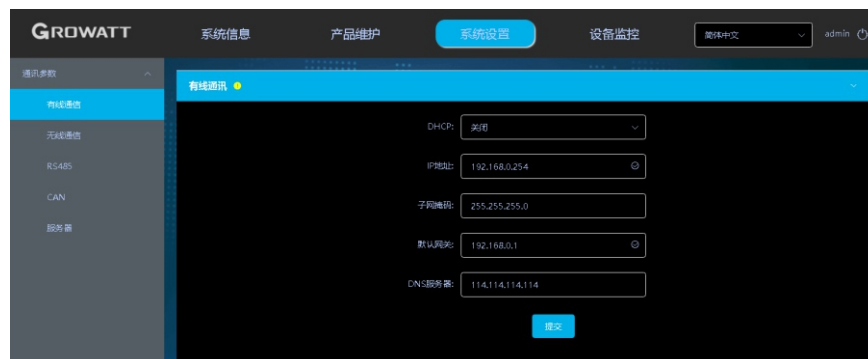 GROWATT
系统信息 产品维护 系统设置 设备监控 简体中文 admin
通讯参数
有线通信
无线通信
RS485
CAN
服务器
有线通讯
DHCP: 关闭
IP地址: 192.168.0.254
子网掩码: 255.255.255.0
默认网关: 192.168.0.1
DNS服务器: 114.114.114.114
提交